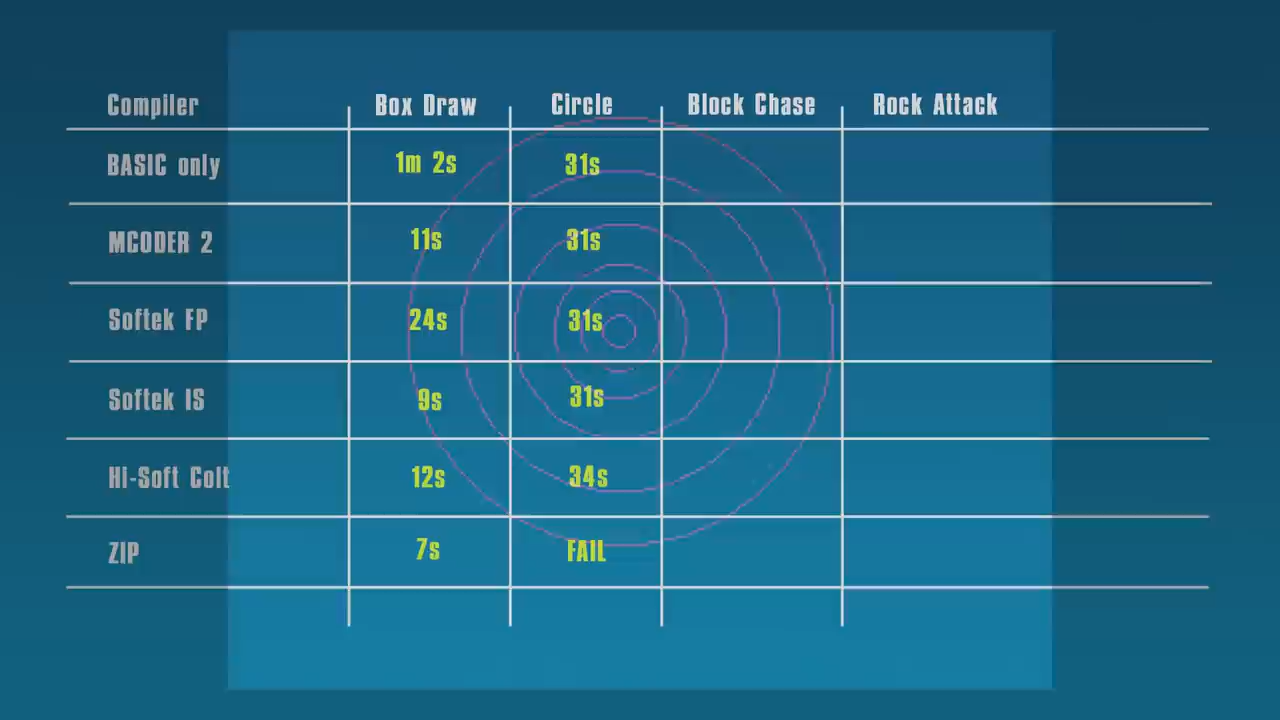 Compiler Box Draw Circle Block Chase Rock Attack
BASIC only 1m 2s 31s
MCODER 2 11s 31s
Softek FP 24s 31s
Softek IS 9s 31s
Hi-Soft Colt 12s 34s
ZIP 7s FAIL